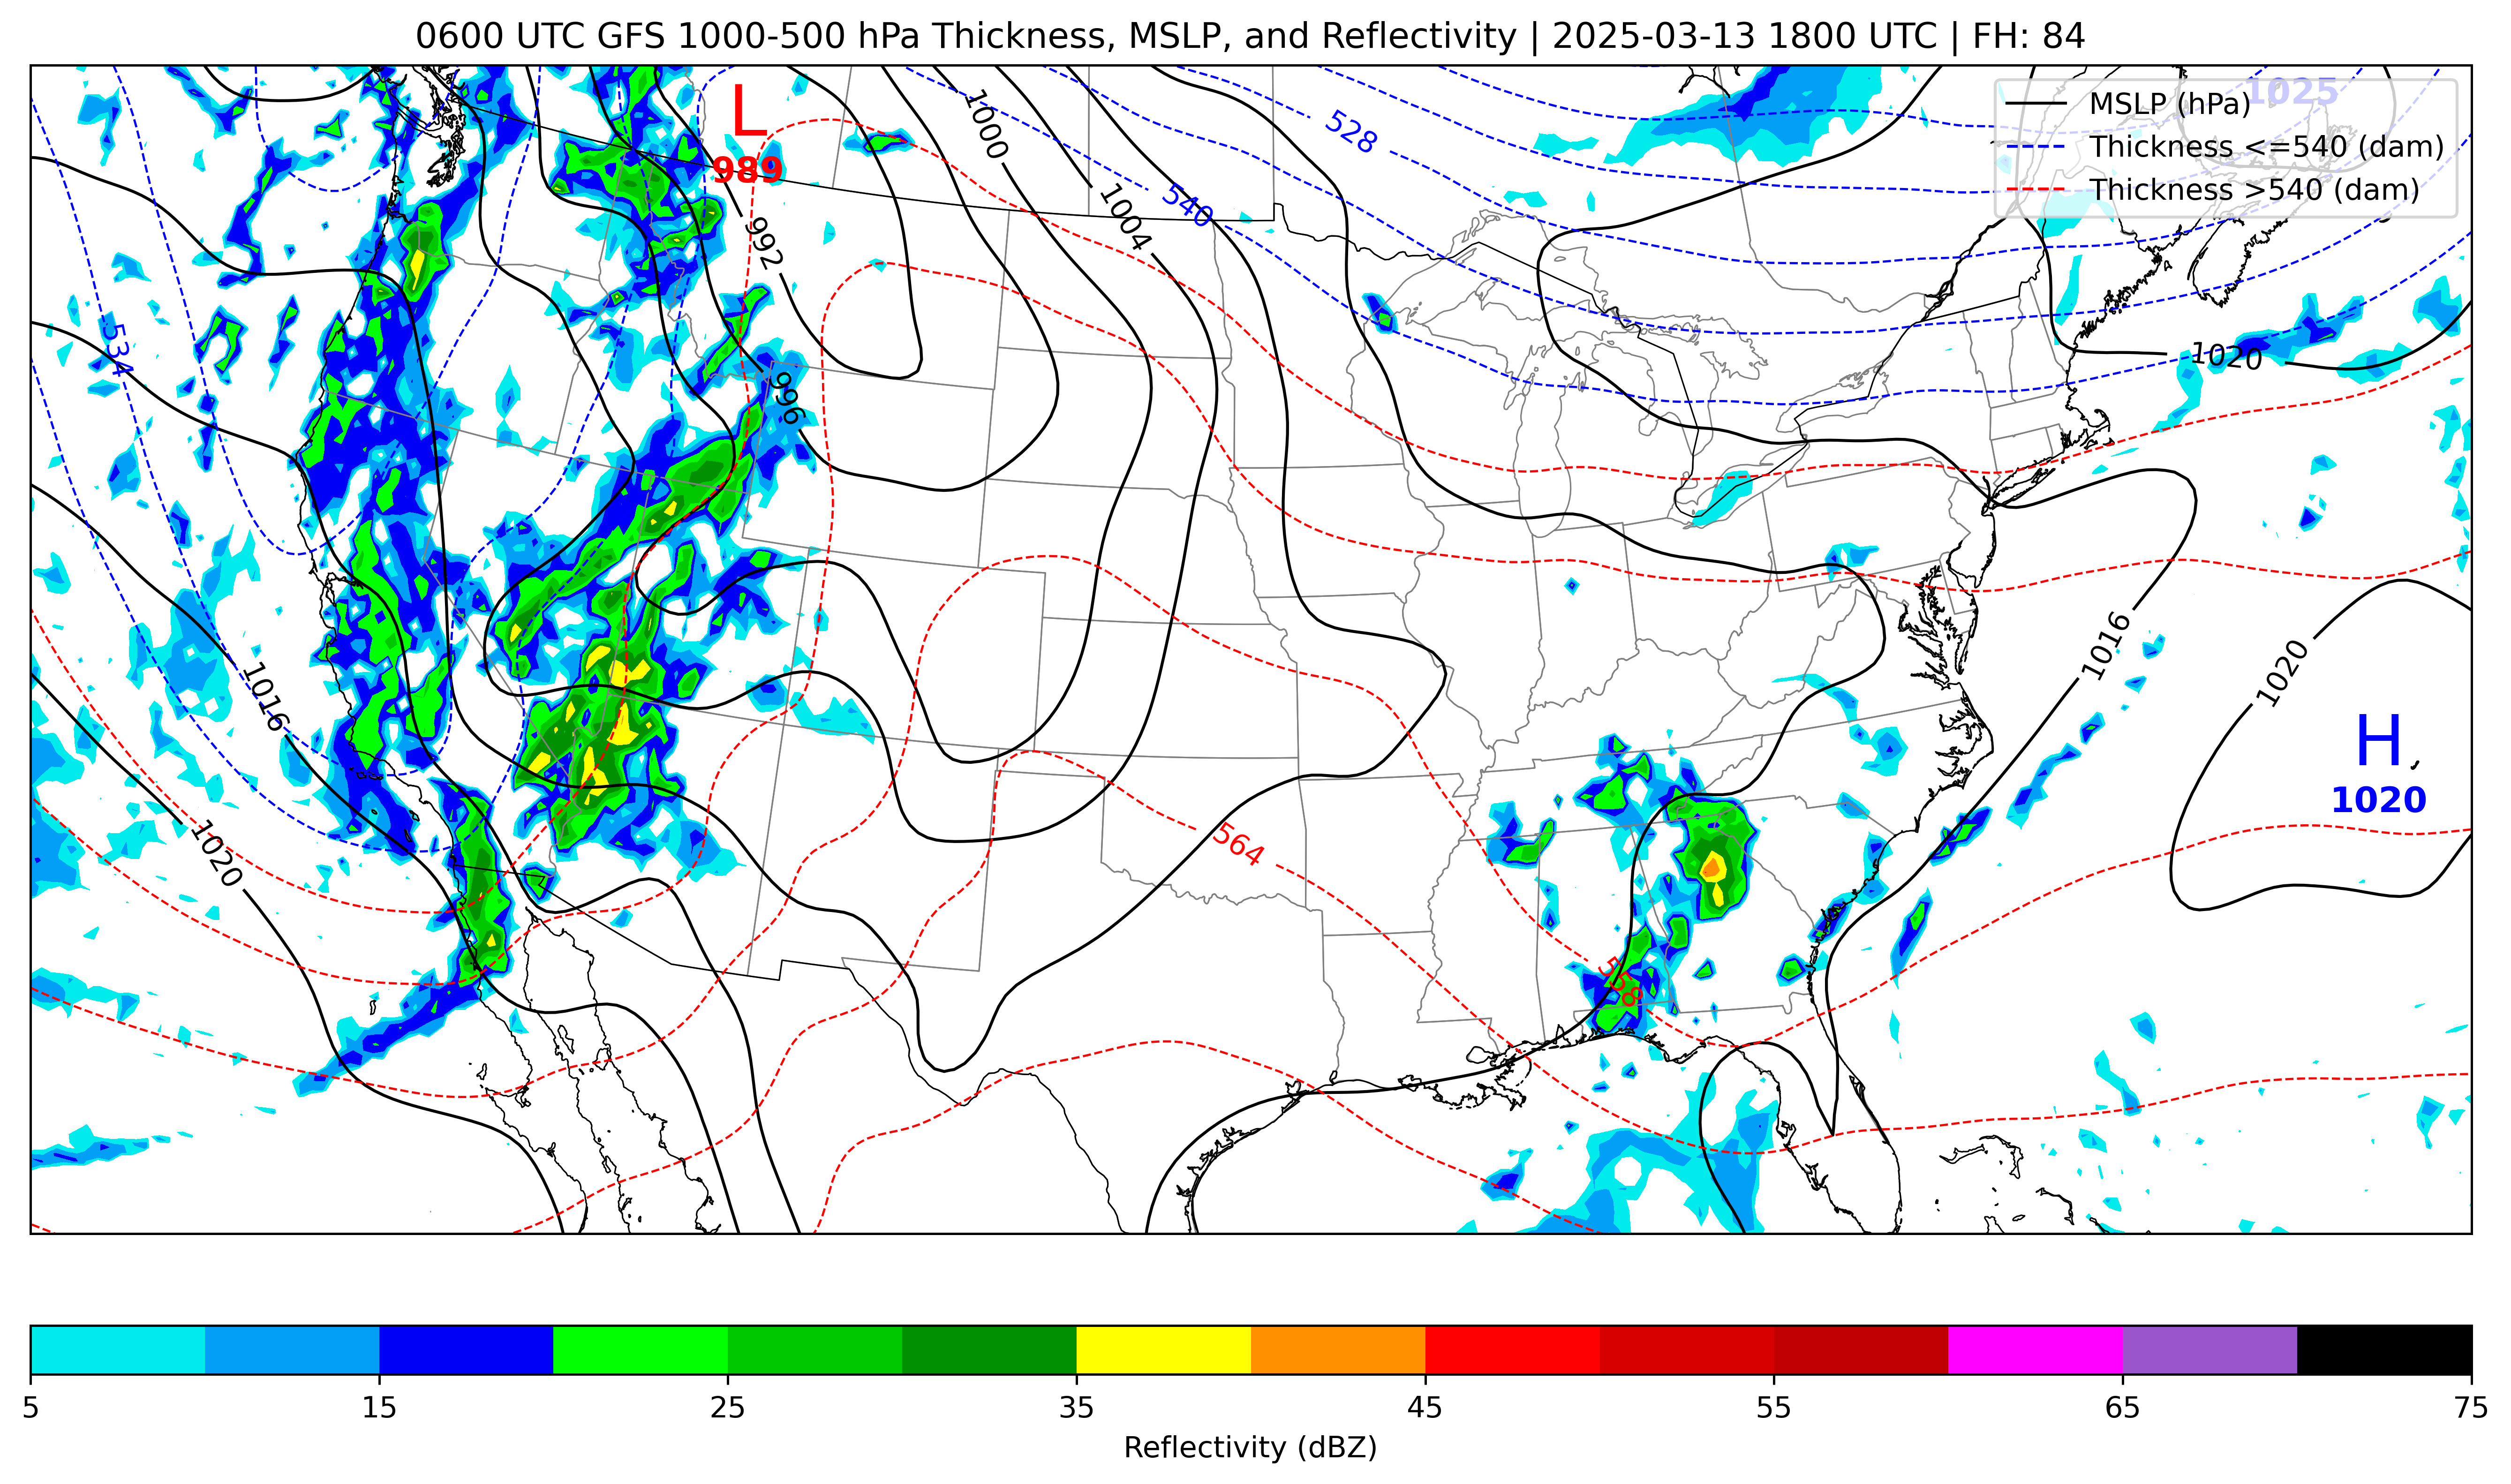 0600 UTC GFS 1000-500 hPa Thickness, MSLP, and Reflectivity | 2025-03-13 1800 UTC | FH: 84
L
989
1025
MSLP (hPa)
Thickness <=540 (dam)
Thickness >540 (dam)
1000
528
1004
540
992
534
1020
996
1016
1016
1020
H
1020
1020
564
558
5 15 25 35 45 55 65 75
Reflectivity (dBZ)